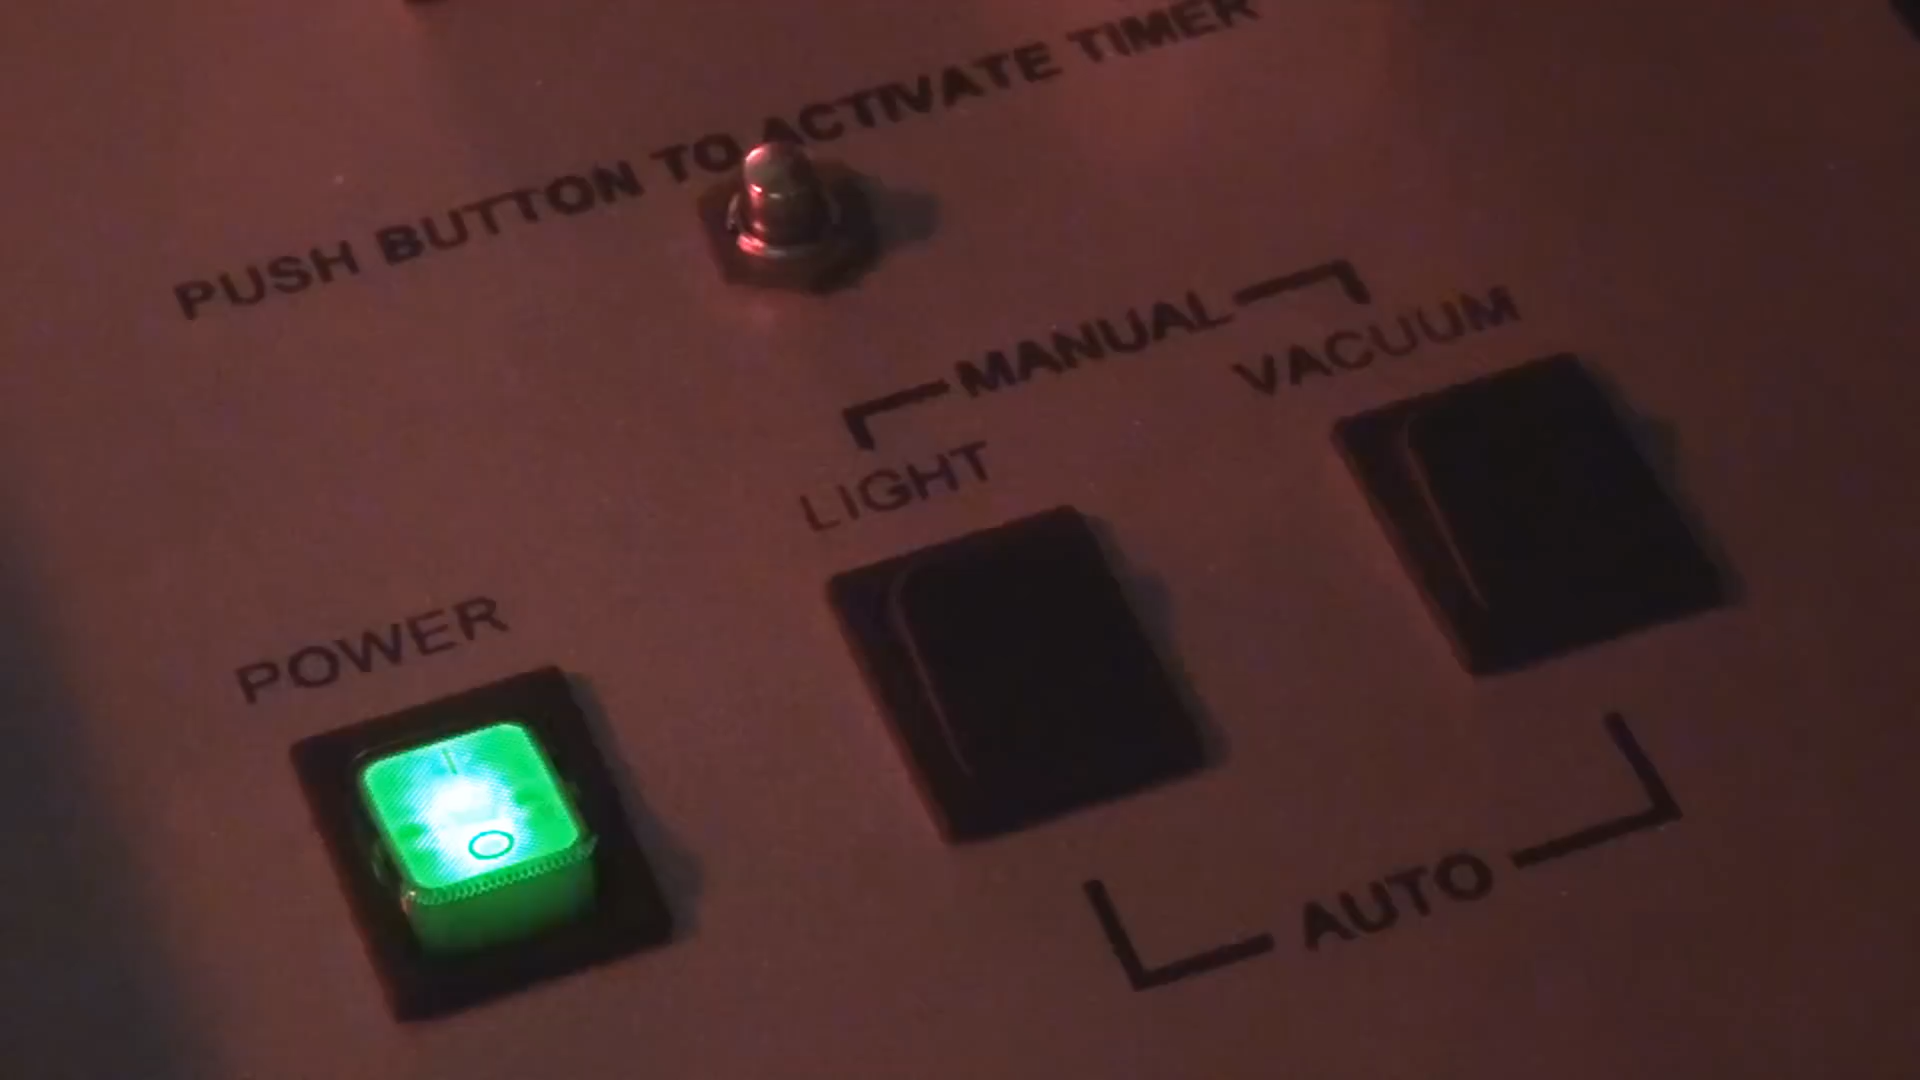 PUSH BUTTON TO ACTIVATE TIMER
MANUAL
LIGHT VACUUM
POWER
AUTO